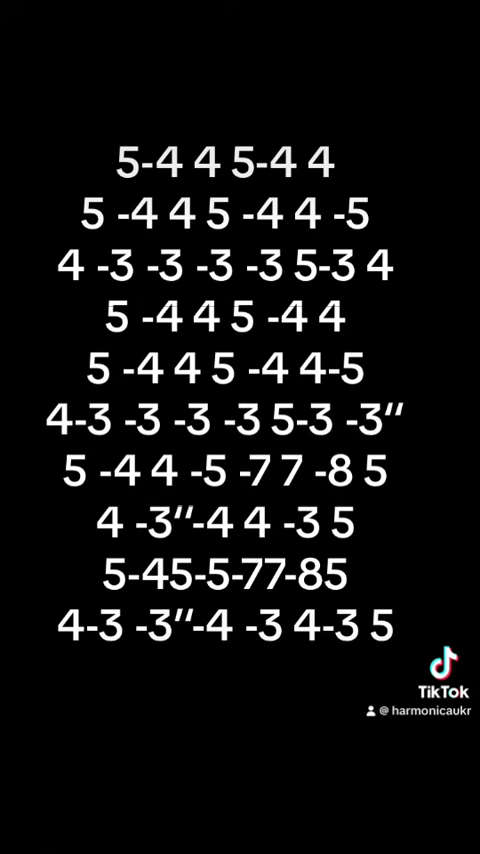 5-4 4 5-4 4
5 -4 4 5 -4 4 -5
4 -3 -3 -3 -3 5-3 4
5 -4 4 5 -4 4
5 -4 4 5 -4 4-5
4-3 -3 -3 -3 5-3 -3“
5 -4 4 -5 -7 7 -8 5
4 -3“-4 4 -3 5
5-45-5-77-85
4-3 -3“-4 -3 4-3 5
TikTok
@ harmonicaukr